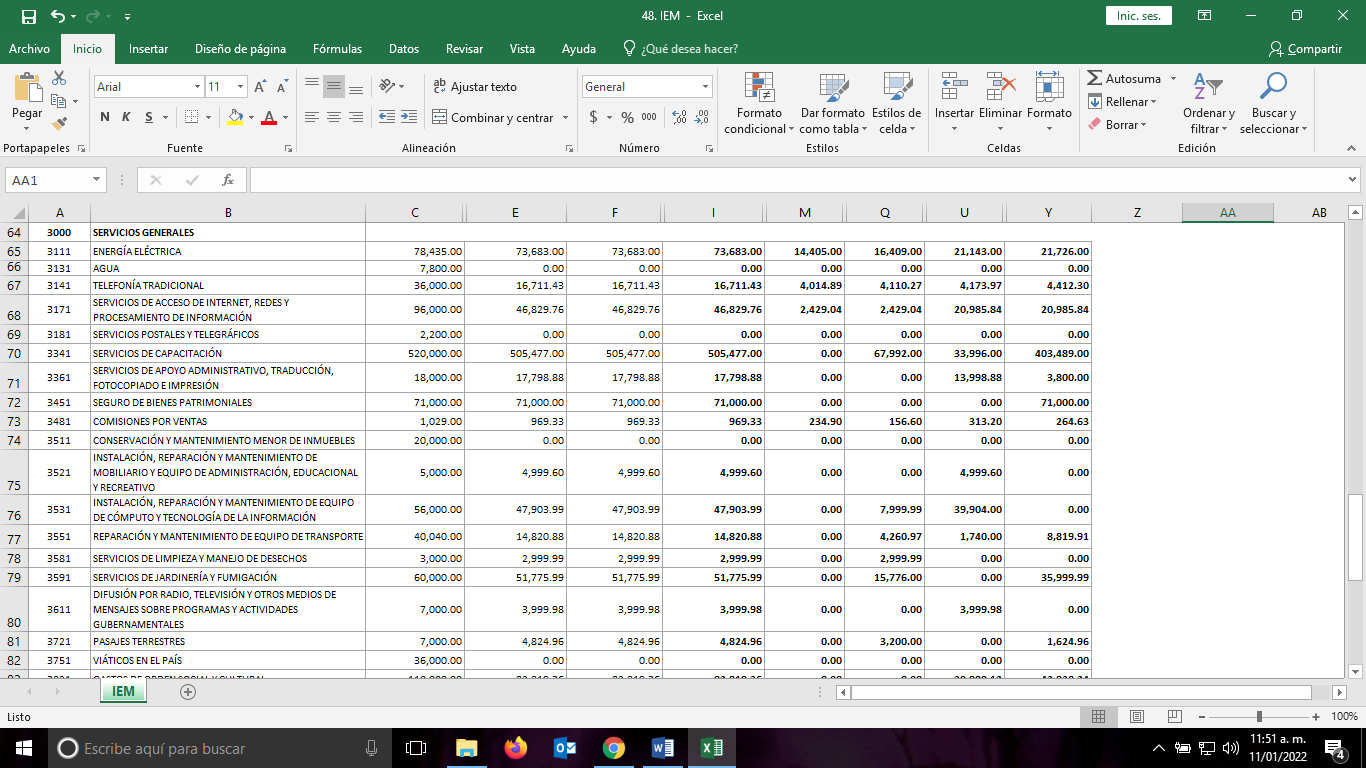 48. IEM - Excel
Inic. ses.
Archivo Inicio Insertar Diseño de página Fórmulas Datos Revisar Vista Ayuda ¿Qué desea hacer? Compartir
Pegar
Arial 11
N K S
Ajustar texto
Combinar y centrar
General
$ % 000
Formato condicional
Dar formato como tabla
Estilos de celda
Insertar Eliminar Formato
Autosuma
Rellenar
Borrar
Ordenar y filtrar
Buscar y seleccionar
Portapapeles Fuente Alineación Número Estilos Celdas Edición
AA1 fx
A B C E F I M Q U Y Z AA AB
64 3000 SERVICIOS GENERALES
65 3111 ENERGÍA ELÉCTRICA 78,435.00 73,683.00 73,683.00 73,683.00 14,405.00 16,409.00 21,143.00 21,726.00
66 3131 AGUA 7,800.00 0.00 0.00 0.00 0.00 0.00 0.00 0.00
67 3141 TELEFONÍA TRADICIONAL 36,000.00 16,711.43 16,711.43 16,711.43 4,014.89 4,110.27 4,173.97 4,412.30
68 3171 SERVICIOS DE ACCESO DE INTERNET, REDES Y
PROCESAMIENTO DE INFORMACIÓN 96,000.00 46,829.76 46,829.76 46,829.76 2,429.04 2,429.04 20,985.84 20,985.84
69 3181 SERVICIOS POSTALES Y TELEGRÁFICOS 2,200.00 0.00 0.00 0.00 0.00 0.00 0.00 0.00
70 3341 SERVICIOS DE CAPACITACIÓN 520,000.00 505,477.00 505,477.00 505,477.00 0.00 67,992.00 33,996.00 403,489.00
71 3361 SERVICIOS DE APOYO ADMINISTRATIVO, TRADUCCIÓN,
FOTOCOPIADO E IMPRESIÓN 18,000.00 17,798.88 17,798.88 17,798.88 0.00 0.00 13,998.88 3,800.00
72 3451 SEGURO DE BIENES PATRIMONIALES 71,000.00 71,000.00 71,000.00 71,000.00 0.00 0.00 0.00 71,000.00
73 3481 COMISIONES POR VENTAS 1,029.00 969.33 969.33 969.33 234.90 156.60 313.20 264.63
74 3511 CONSERVACIÓN Y MANTENIMIENTO MENOR DE INMUEBLES 20,000.00 0.00 0.00 0.00 0.00 0.00 0.00 0.00
75 3521 INSTALACIÓN, REPARACIÓN Y MANTENIMIENTO DE
MOBILIARIO Y EQUIPO DE ADMINISTRACIÓN, EDUCACIONAL
Y RECREATIVO 5,000.00 4,999.60 4,999.60 4,999.60 0.00 0.00 4,999.60 0.00
76 3531 INSTALACIÓN, REPARACIÓN Y MANTENIMIENTO DE EQUIPO
DE CÓMPUTO Y TECNOLOGÍA DE LA INFORMACIÓN 56,000.00 47,903.99 47,903.99 47,903.99 0.00 7,999.99 39,904.00 0.00
77 3551 REPARACIÓN Y MANTENIMIENTO DE EQUIPO DE TRANSPORTE 40,040.00 14,820.88 14,820.88 14,820.88 0.00 4,260.97 1,740.00 8,819.91
78 3581 SERVICIOS DE LIMPIEZA Y MANEJO DE DESECHOS 3,000.00 2,999.99 2,999.99 2,999.99 0.00 2,999.99 0.00 0.00
79 3591 SERVICIOS DE JARDINERÍA Y FUMIGACIÓN 60,000.00 51,775.99 51,775.99 51,775.99 0.00 15,776.00 0.00 35,999.99
80 3611 DIFUSIÓN POR RADIO, TELEVISIÓN Y OTROS MEDIOS DE
MENSAJES SOBRE PROGRAMAS Y ACTIVIDADES
GUBERNAMENTALES 7,000.00 3,999.98 3,999.98 3,999.98 0.00 0.00 3,999.98 0.00
81 3721 PASAJES TERRESTRES 7,000.00 4,824.96 4,824.96 4,824.96 0.00 3,200.00 0.00 1,624.96
82 3751 VIÁTICOS EN EL PAÍS 36,000.00 0.00 0.00 0.00 0.00 0.00 0.00 0.00
IEM
Listo 100%
Escribe aquí para buscar
11:51 a. m.
11/01/2022
4